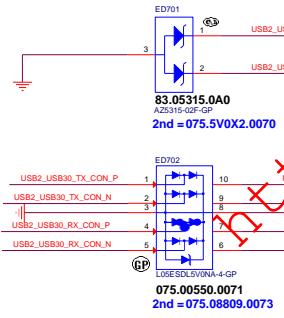 ED701
1
USB2_US
3
2
USB2_US
83.05315.0A0
AZ5315-02F-GP
2nd = 075.5V0X2.0070
ED702
USB2_USB30_TX_CON_P
1
10
USB2_USB30_TX_CON_N
2
9
3
8
USB2_USB30_RX_CON_P
4
7
USB2_USB30_RX_CON_N
5
6
GP
L05ESDL5V0NA-4-GP
075.00550.0071
2nd = 075.08809.0073